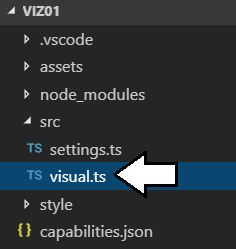 VIZ01
.vscode
assets
node_modules
src
TS settings.ts
TS visual.ts
style
{} capabilities.json